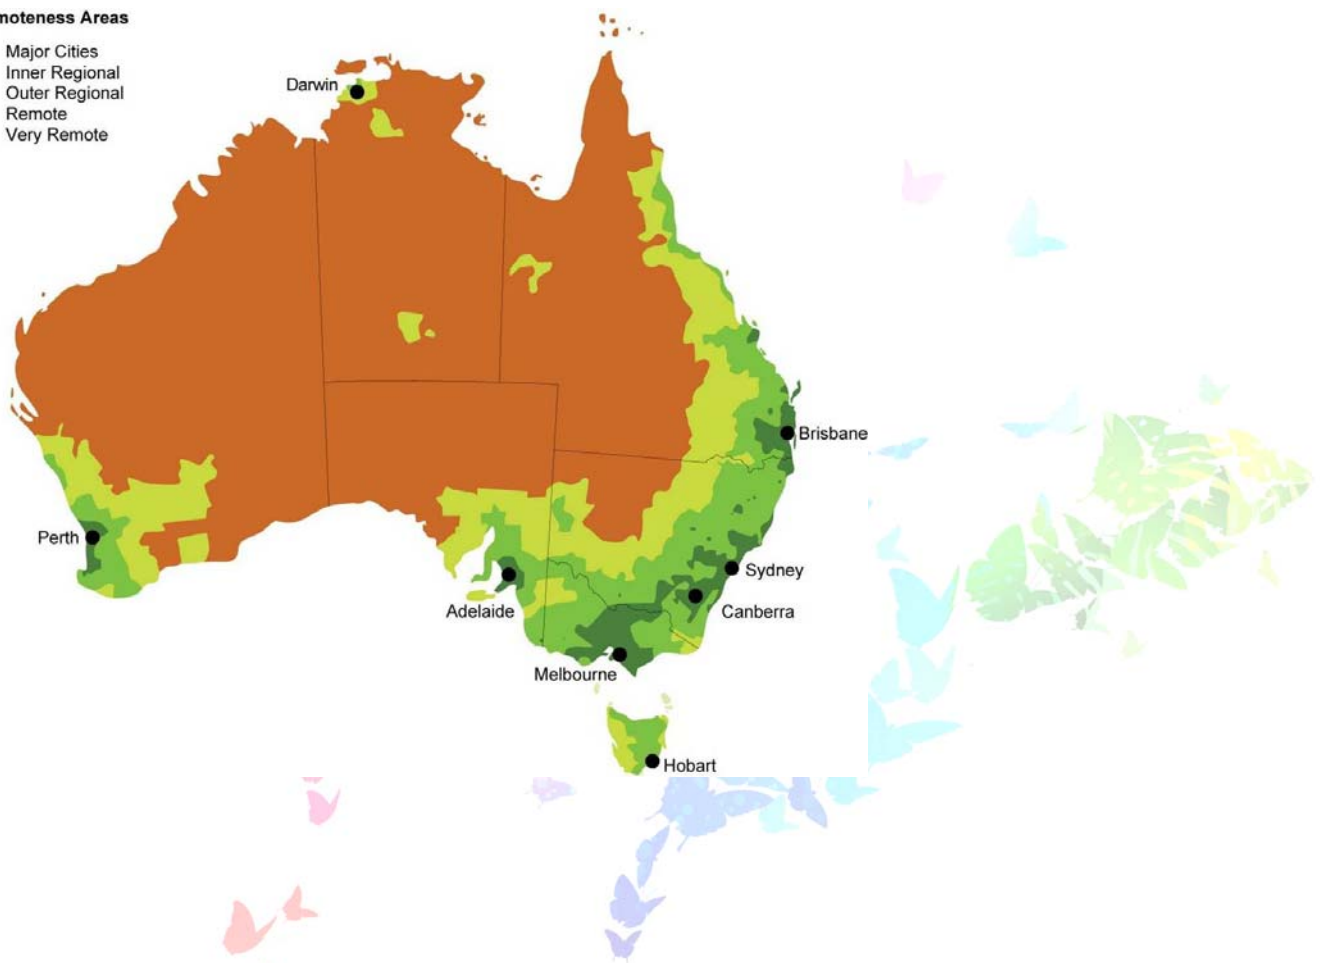 moteness Areas
Major Cities
Inner Regional
Outer Regional
Remote
Very Remote
Darwin
Brisbane
Perth
Sydney
Adelaide
Canberra
Melbourne
Hobart